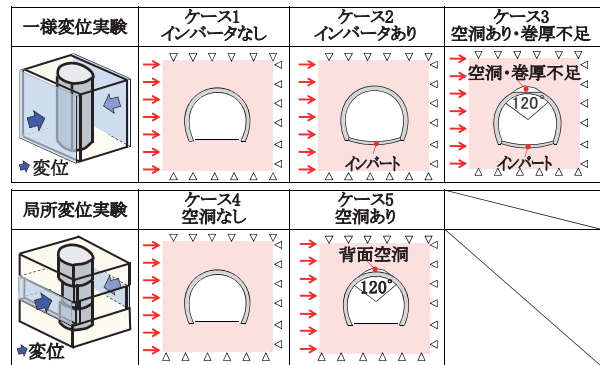 一様変位実験
ケース1
インバータなし
ケース2
インバータあり
ケース3
空洞あり・巻厚不足
変位
インバート
空洞・巻厚不足
120°
インバート
局所変位実験
ケース4
空洞なし
ケース5
空洞あり
変位
背面空洞
120°